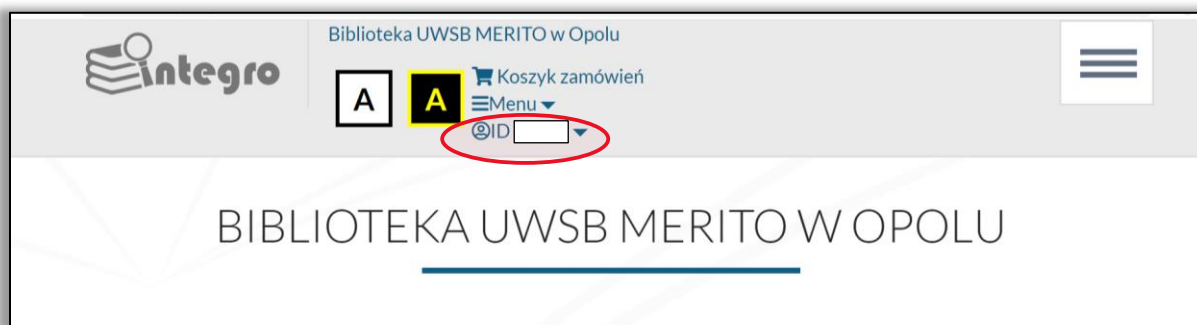 integro
Biblioteka UWSB MERITO w Opolu
A
A
Koszyk zamówień
Menu
ID
BIBLIOTEKA UWSB MERITO W OPOLU